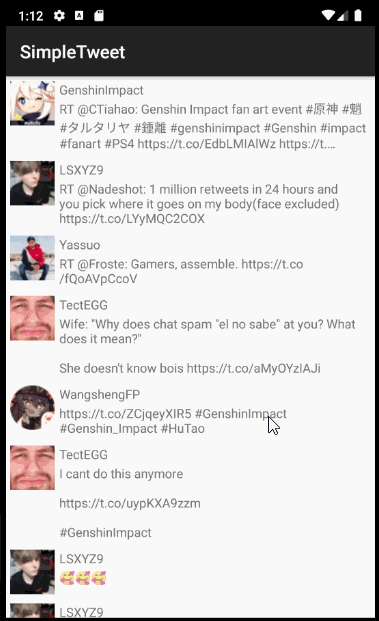 1:12
SimpleTweet
GenshinImpact
RT @CTiahao: Genshin Impact fan art event #原神 #魈
#タルタリヤ #鍾離 #genshinimpact #Genshin #impact
#fanart #PS4 https://t.co/EdbLMIAlWz https://t.…
LSXYZ9
RT @Nadeshot: 1 million retweets in 24 hours and
you pick where it goes on my body(face excluded)
https://t.co/LYyMQC2COX
Yassuo
RT @Froste: Gamers, assemble. https://t.co
/fQoAVpCcoV
TectEGG
Wife: "Why does chat spam "el no sabe" at you? What
does it mean?"
She doesn't know bois https://t.co/aMyOYzIAJi
WangshengFP
https://t.co/ZCjqeyXIR5 #GenshinImpact
#Genshin_Impact #HuTao
TectEGG
I cant do this anymore
https://t.co/uypKXA9zzm
#GenshinImpact
LSXYZ9
🥰🥰🥰
LSXYZ9